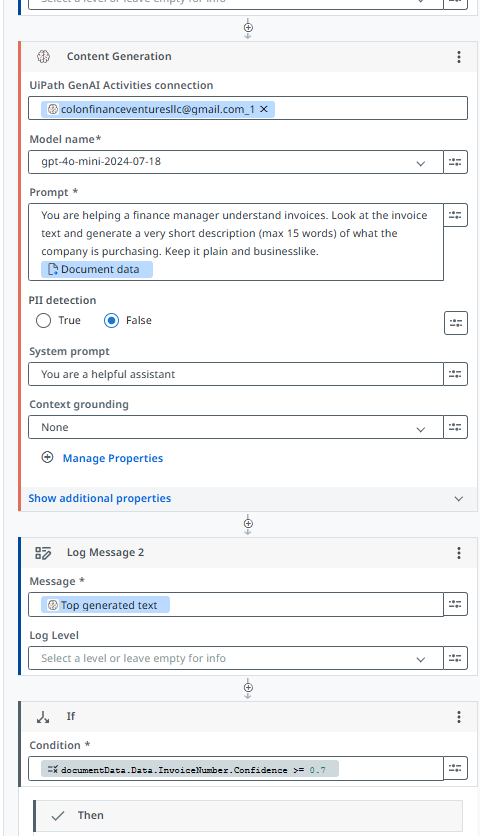 Select a level or leave empty for info
Content Generation
UiPath GenAI Activities connection
colonfinanceventuresllc@gmail.com_1
Model name*
gpt-4o-mini-2024-07-18
Prompt *
You are helping a finance manager understand invoices. Look at the invoice
text and generate a very short description (max 15 words) of what the
company is purchasing. Keep it plain and businesslike.
Document data
PII detection
True False
System prompt
You are a helpful assistant
Context grounding
None
Manage Properties
Show additional properties
Log Message 2
Message *
Top generated text
Log Level
Select a level or leave empty for info
If
Condition *
documentData.Data.InvoiceNumber.Confidence >= 0.7
Then